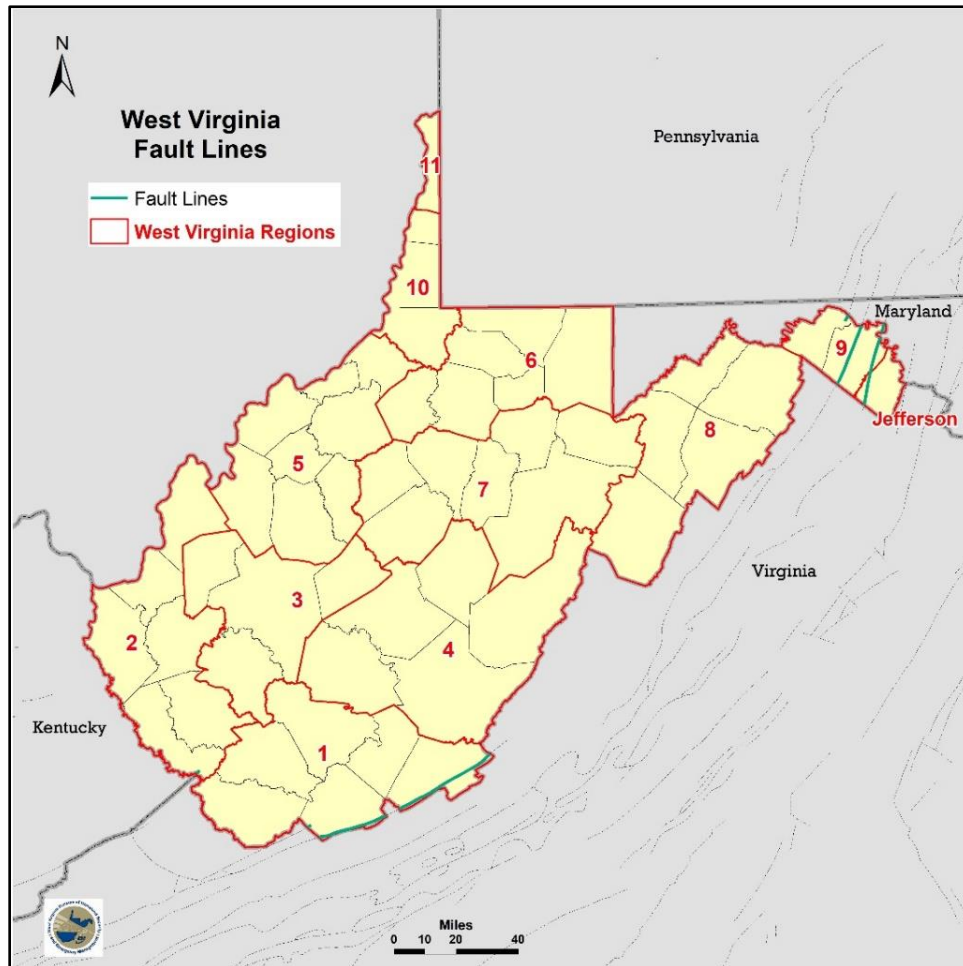 N
West Virginia
Fault Lines
Fault Lines
West Virginia Regions
Pennsylvania
11
10
Maryland
9
6
Jefferson
8
5
7
Virginia
3
2
4
Kentucky
1
Miles
0 10 20 40